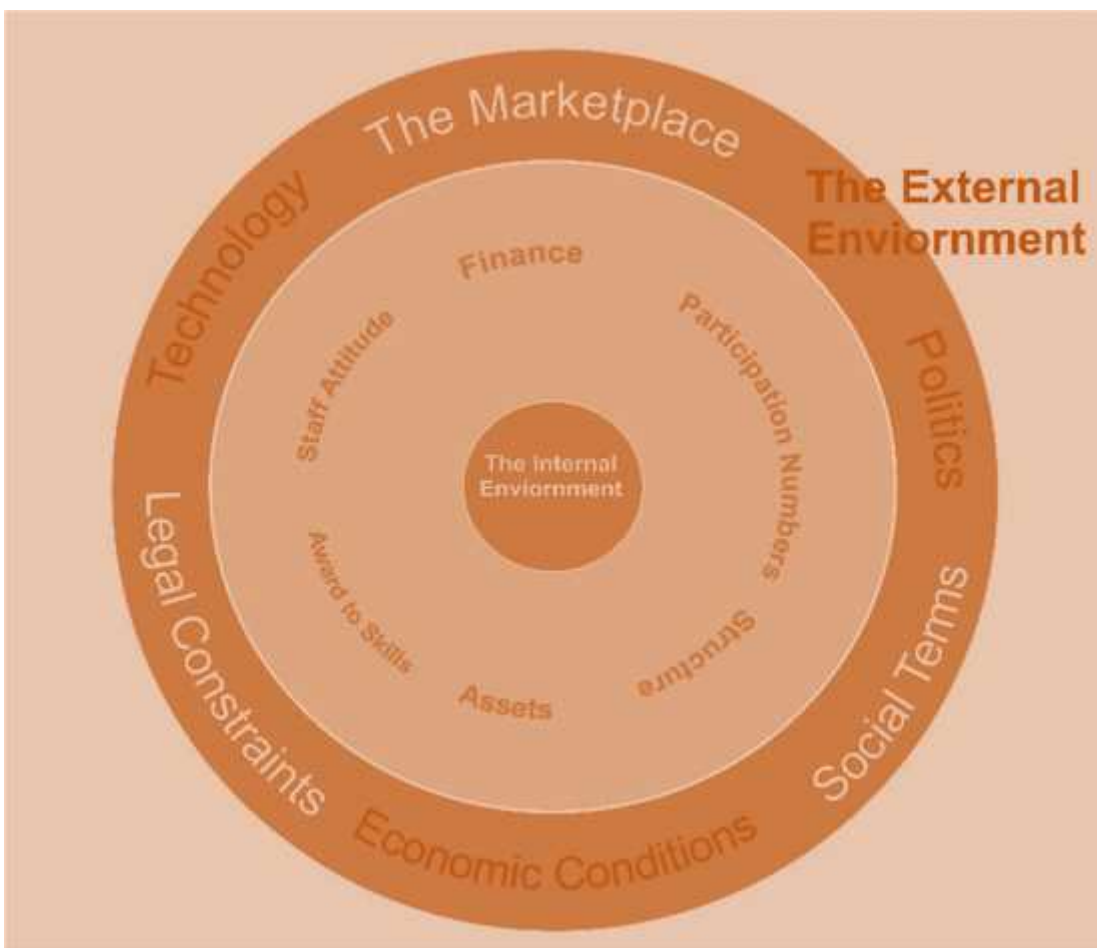 The Marketplace
The External
Enviornment
Technology
Politics
Legal Constraints
Social Terms
Economic Conditions
Finance
Participation Numbers
Staff Attitude
The Internal
Enviornment
Award to Skills
Structure
Assets